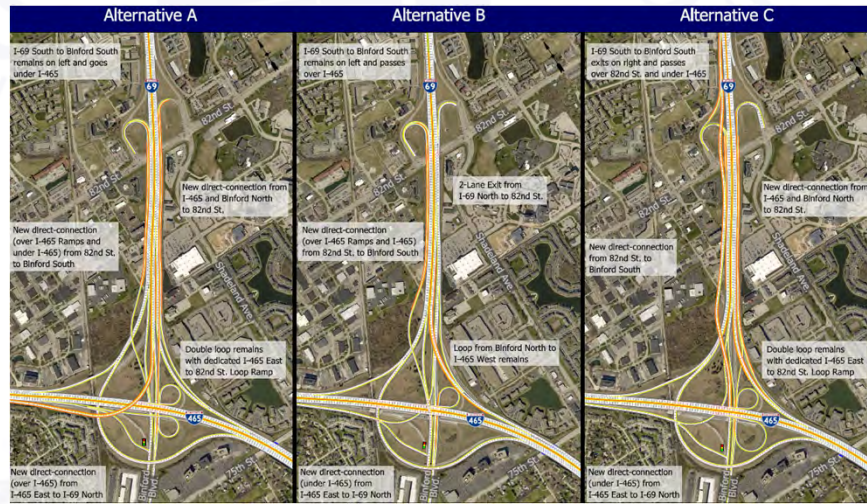 Alternative A
I-69 South to Binford South
remains on left and goes
under I-465
69
82nd St.
82nd St.
New direct-connection from
I-465 and Binford North
to 82nd St.
New direct-connection
(over I-465 Ramps and
under I-465) from 82nd St.
to Binford South
Shadeland Ave.
Double loop remains
with dedicated I-465 East
to 82nd St. Loop Ramp
465
New direct-connection
(over I-465) from
I-465 East to I-69 North
Binford
Blvd.
75th St.
Alternative B
I-69 South to Binford South
remains on left and passes
over I-465
69
82nd St.
82nd St.
2-Lane Exit from
I-69 North to 82nd St.
New direct-connection
(over I-465 Ramps and I-465)
from 82nd St. to Binford South
Shadeland Ave.
Loop from Binford North to
I-465 West remains
465
New direct-connection
(under I-465) from
I-465 East to I-69 North
Binford
Blvd.
75th St.
Alternative C
I-69 South to Binford South
exits on right and passes
over 82nd St. and under I-465
69
82nd St.
82nd St.
New direct-connection from
I-465 and Binford North
to 82nd St.
New direct-connection
from 82nd St. to
Binford South
Shadeland Ave.
Double loop remains
with dedicated I-465 East
to 82nd St. Loop Ramp
465
New direct-connection
(under I-465) from
I-465 East to I-69 North
Binford
Blvd.
75th St.